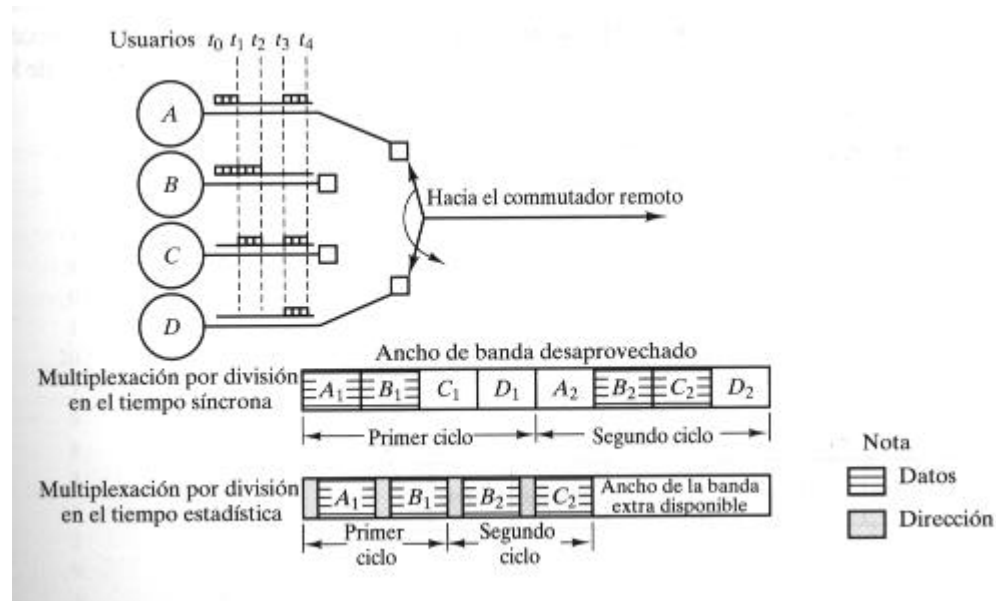 Usuarios t0 t1 t2 t3 t4
A
B
Hacia el commutador remoto
C
D
Ancho de banda desaprovechado
Multiplexación por división
en el tiempo síncrona
A1 B1 C1 D1 A2 B2 C2 D2
Primer ciclo Segundo ciclo
Nota
Datos
Dirección
Multiplexación por división
en el tiempo estadística
A1 B1 B2 C2 Ancho de la banda
extra disponible
Primer
ciclo
Segundo
ciclo